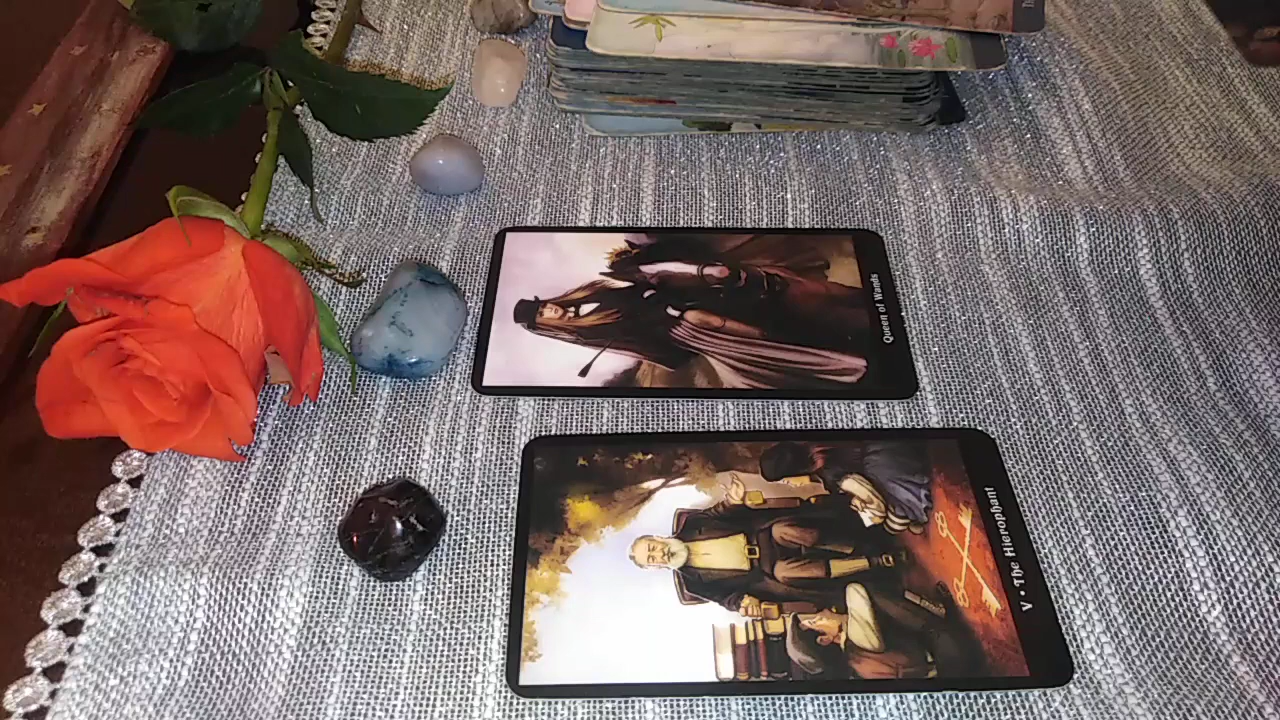 Queen of Wands
V • The Hierophant